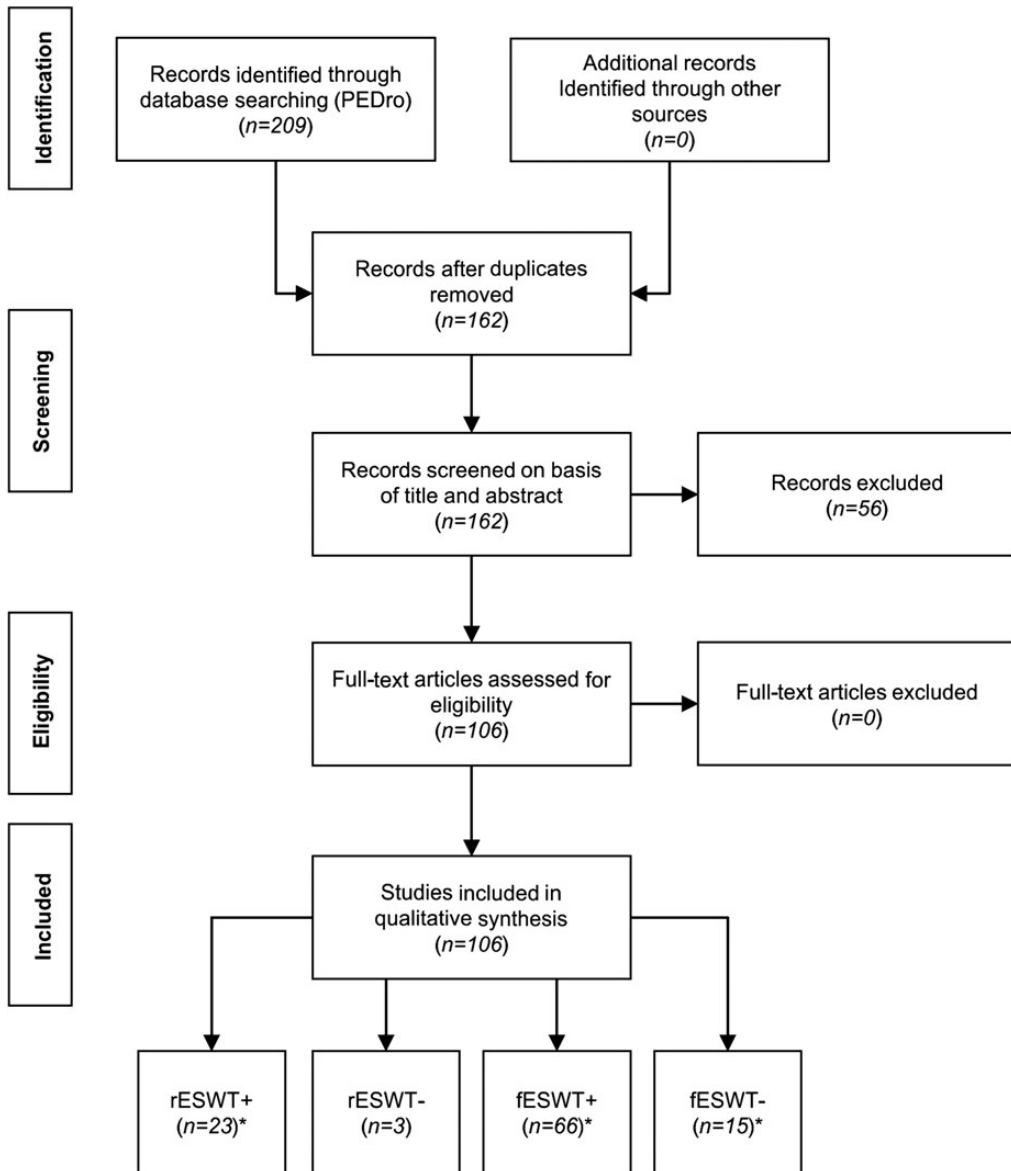 Identification
Records identified through
database searching (PEDro)
(n=209)
Additional records
Identified through other
sources
(n=0)
Records after duplicates
removed
(n=162)
Screening
Records screened on basis
of title and abstract
(n=162)
Records excluded
(n=56)
Eligibility
Full-text articles assessed for
eligibility
(n=106)
Full-text articles excluded
(n=0)
Included
Studies included in
qualitative synthesis
(n=106)
rESWT+
(n=23)*
rESWT-
(n=3)
fESWT+
(n=66)*
fESWT-
(n=15)*